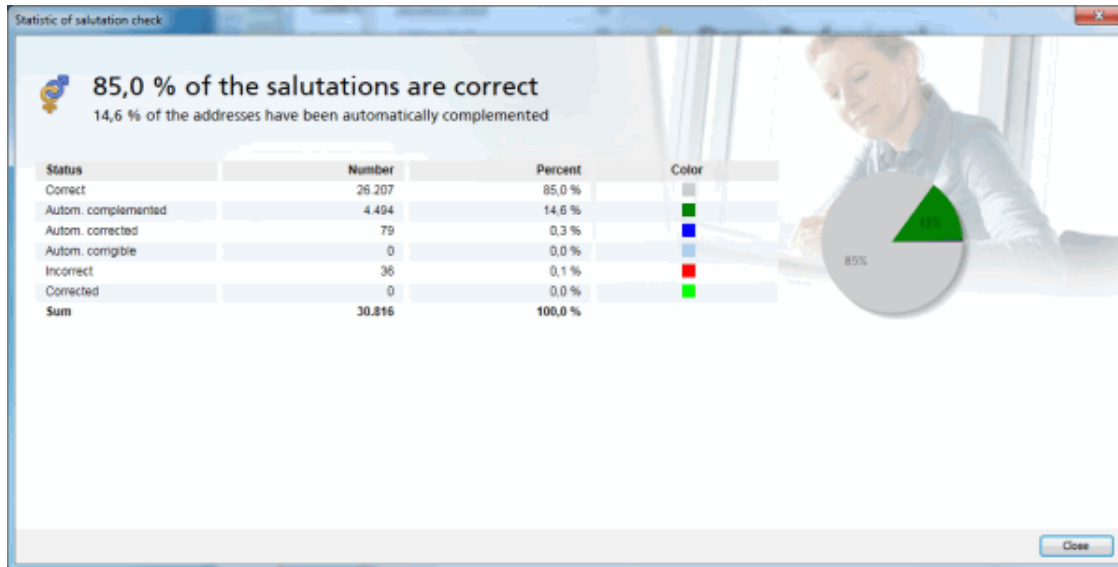 Statistic of salutation check
85,0 % of the salutations are correct
14,6 % of the addresses have been automatically complemented
Status Number Percent Color
Correct 26.207 85,0 %
Autom. complemented 4.494 14,6 %
Autom. corrected 79 0,3 %
Autom. corrigible 0 0,0 %
Incorrect 36 0,1 %
Corrected 0 0,0 %
Sum 30.816 100,0 %
15%
85%
Close